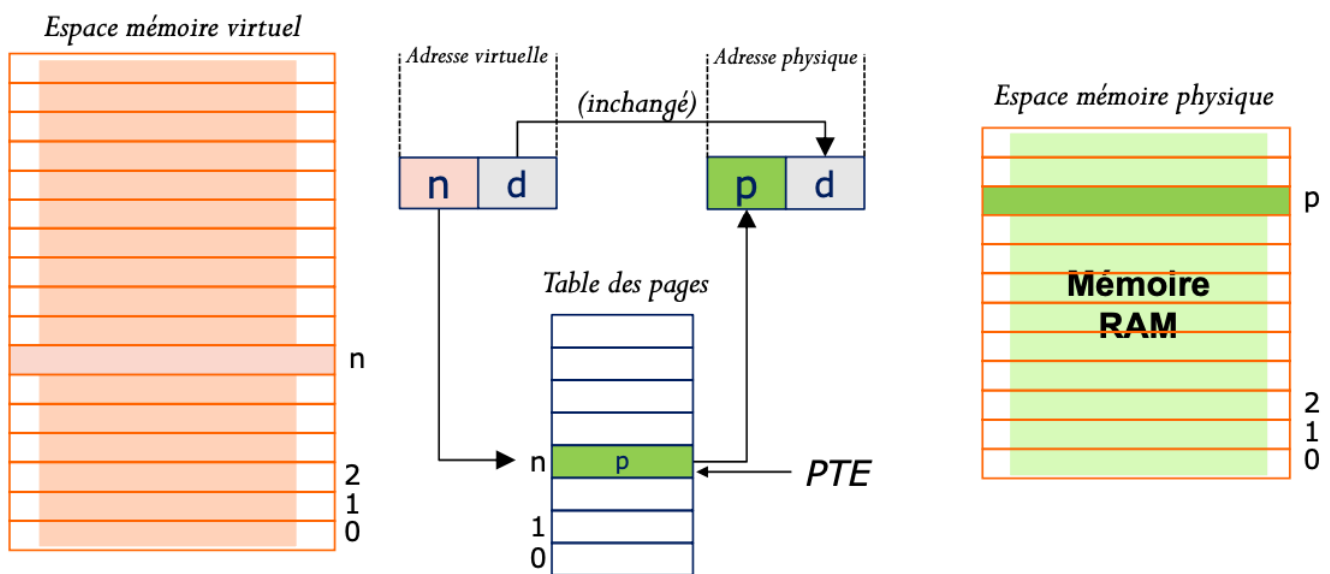 Espace mémoire virtuel
n
2
1
0
Adresse virtuelle
Adresse physique
(inchangé)
n d
p d
Table des pages
n p
PTE
1
0
Espace mémoire physique
p
Mémoire
RAM
2
1
0